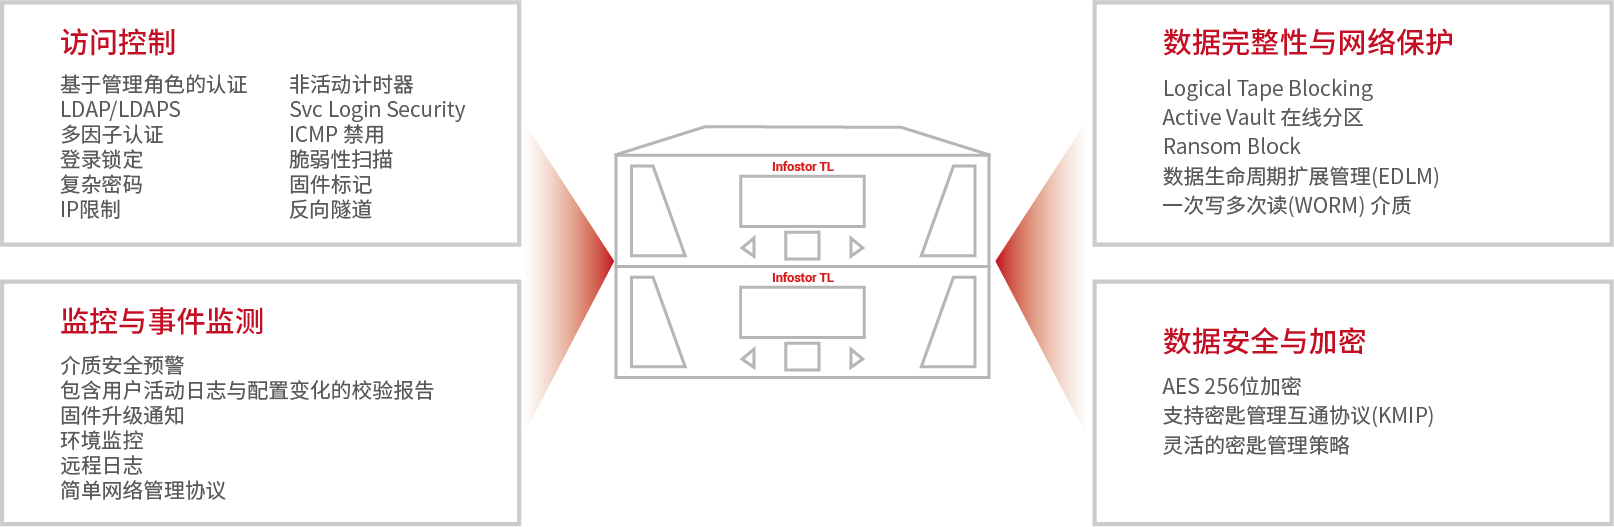 访问控制
基于管理角色的认证
LDAP/LDAPS
多因子认证
登录锁定
复杂密码
IP限制
非活动计时器
Svc Login Security
ICMP 禁用
脆弱性扫描
固件标记
反向隧道
监控与事件监测
介质安全预警
包含用户活动日志与配置变化的校验报告
固件升级通知
环境监控
远程日志
简单网络管理协议
Infostor TL
Infostor TL
数据完整性与网络保护
Logical Tape Blocking
Active Vault 在线分区
Ransom Block
数据生命周期扩展管理(EDLM)
一次写多次读(WORM) 介质
数据安全与加密
AES 256位加密
支持密匙管理互通协议(KMIP)
灵活的密匙管理策略